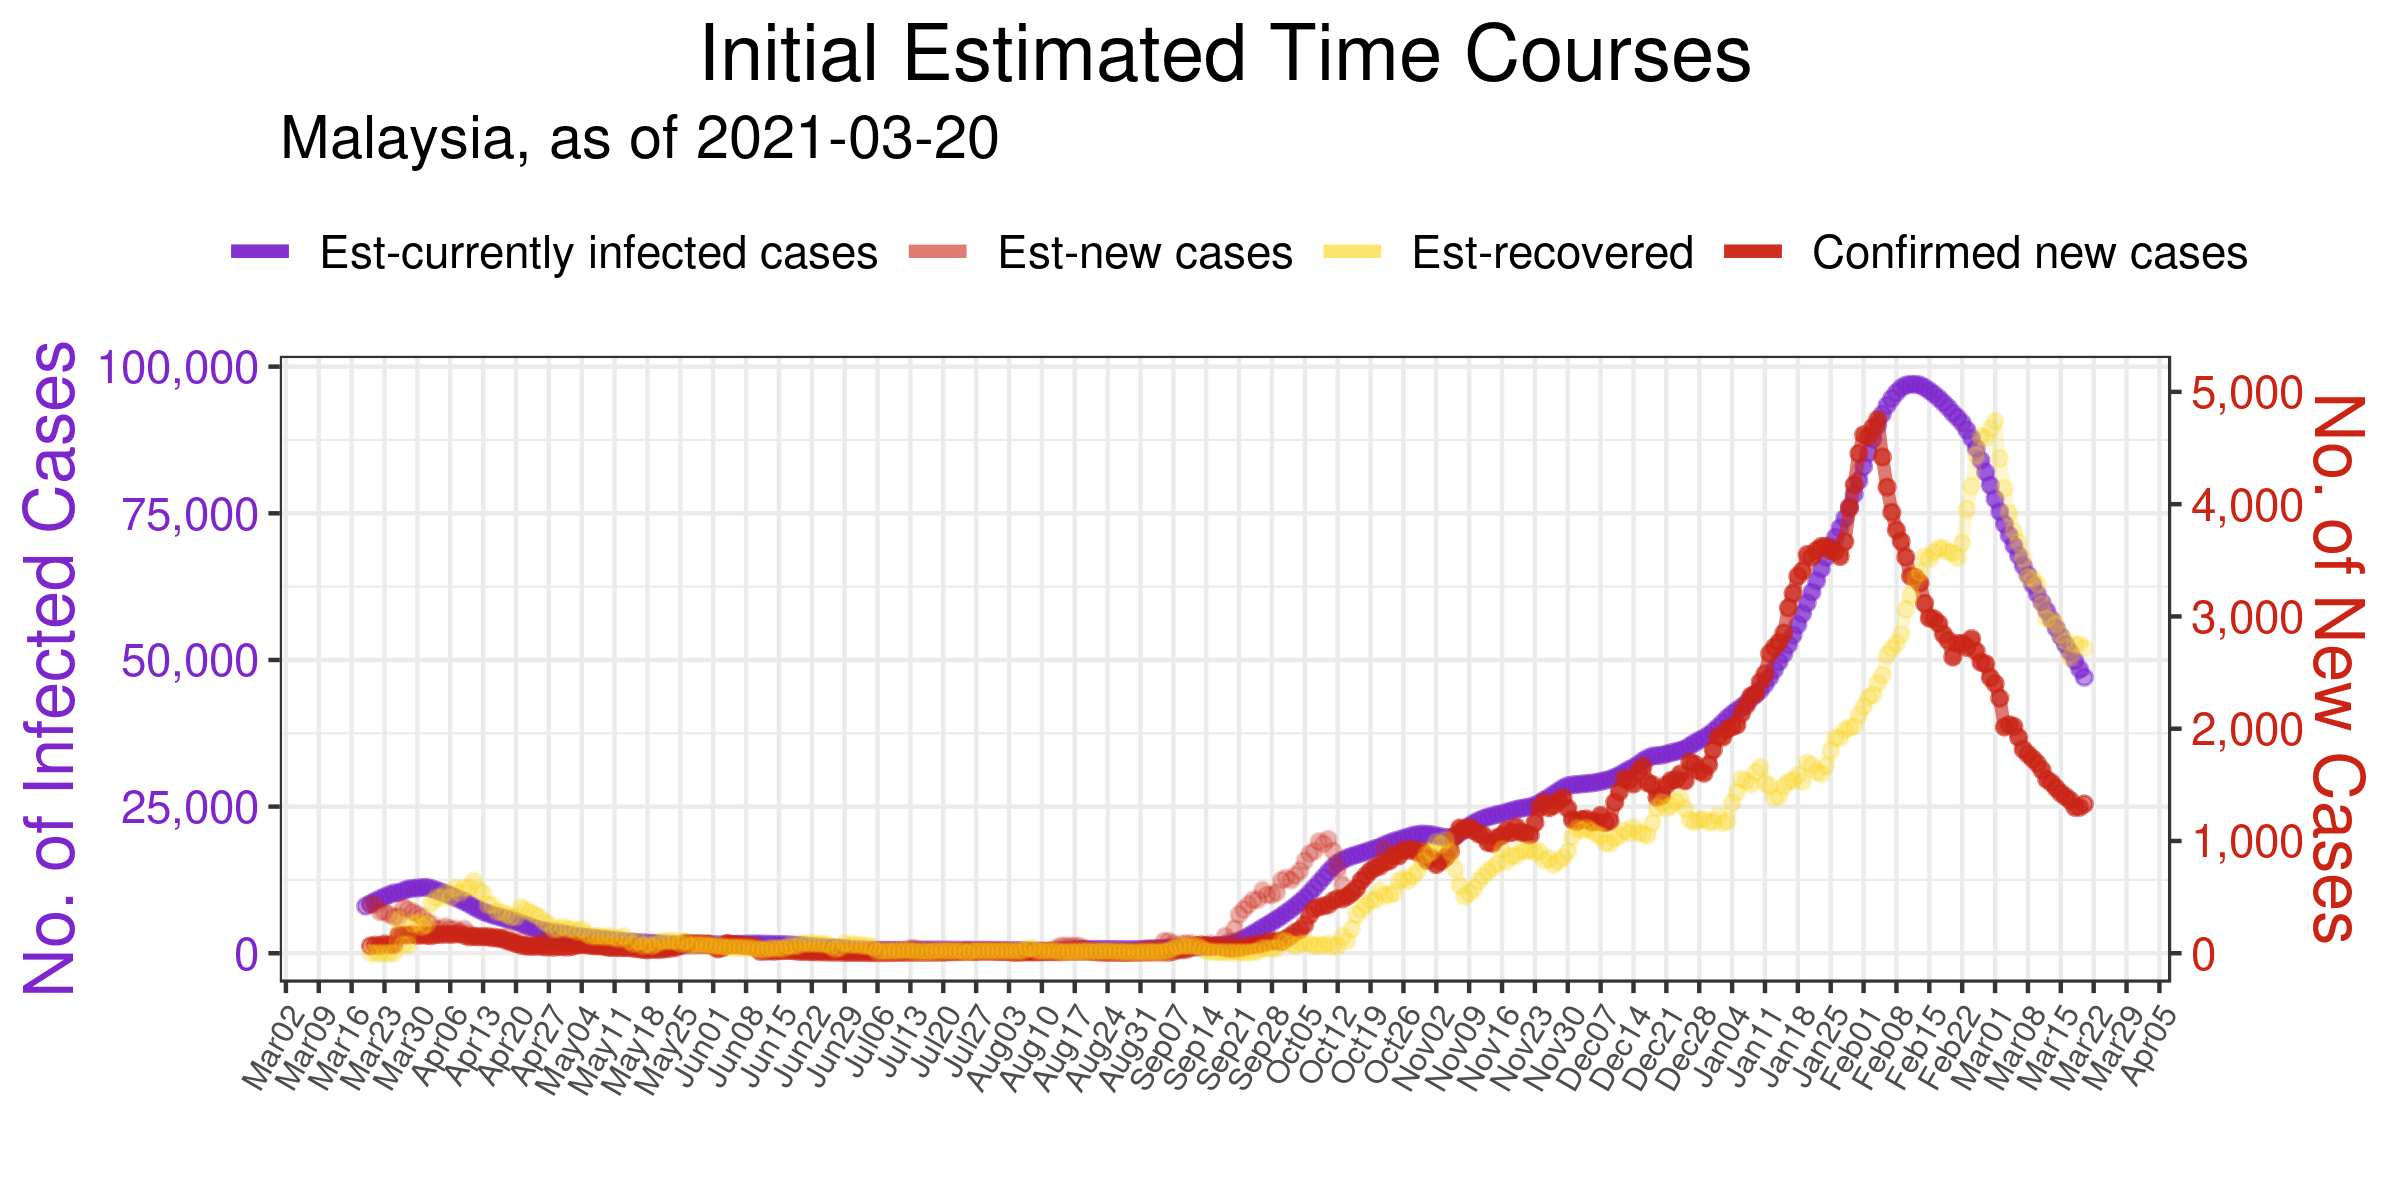 Initial Estimated Time Courses
Malaysia, as of 2021-03-20
Est-currently infected cases
Est-new cases
Est-recovered
Confirmed new cases
No. of Infected Cases
100,000
75,000
50,000
25,000
0
5,000
4,000
3,000
2,000
1,000
0
No. of New Cases
Mar02
Mar09
Mar16
Mar23
Mar30
Apr06
Apr13
Apr20
Apr27
May04
May11
May18
May25
Jun01
Jun08
Jun15
Jun22
Jun29
Jul06
Jul13
Jul20
Jul27
Aug03
Aug10
Aug17
Aug24
Aug31
Sep07
Sep14
Sep21
Sep28
Oct05
Oct12
Oct19
Oct26
Nov02
Nov09
Nov16
Nov23
Nov30
Dec07
Dec14
Dec21
Dec28
Jan04
Jan11
Jan18
Jan25
Feb01
Feb08
Feb15
Feb22
Mar01
Mar08
Mar15
Mar22
Mar29
Apr05